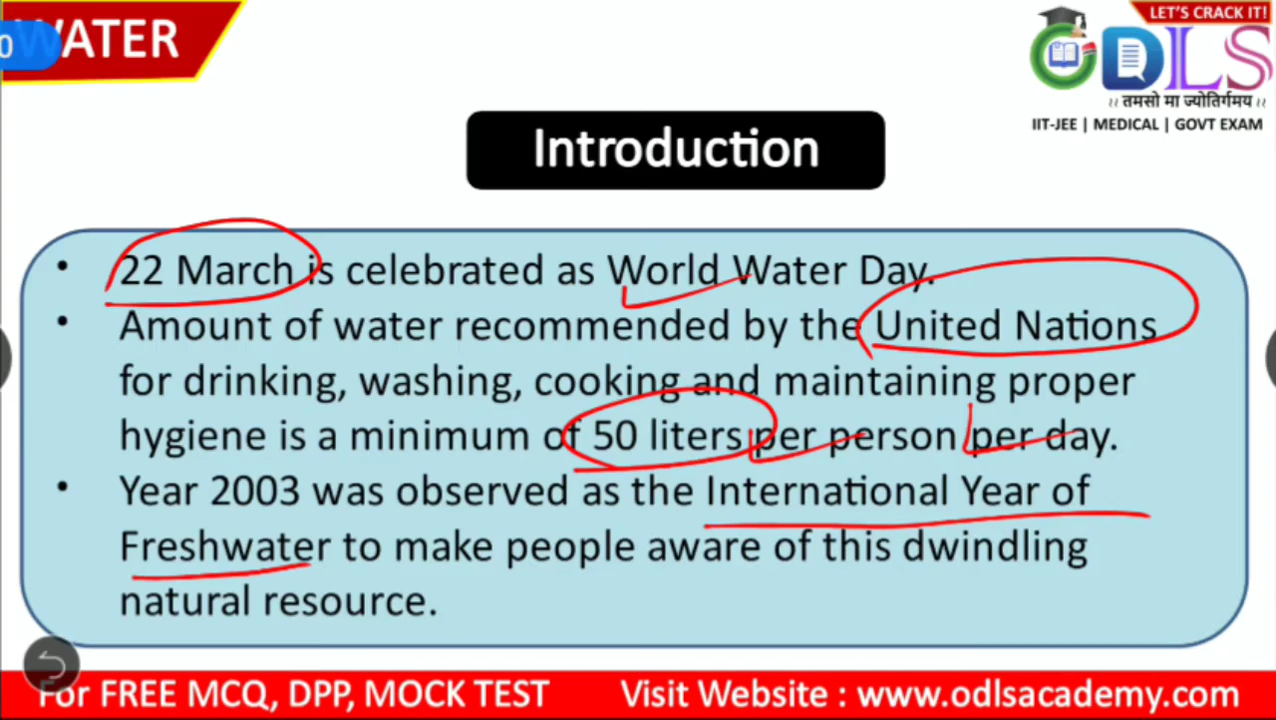 WATER
LET'S CRACK IT!
ODLS
।। तमसो मा ज्योतिर्गमय ।।
IIT-JEE | MEDICAL | GOVT EXAM
Introduction
• 22 March is celebrated as World Water Day.
• Amount of water recommended by the United Nations
for drinking, washing, cooking and maintaining proper
hygiene is a minimum of 50 liters per person per day.
• Year 2003 was observed as the International Year of
Freshwater to make people aware of this dwindling
natural resource.
For FREE MCQ, DPP, MOCK TEST Visit Website : www.odlsacademy.com